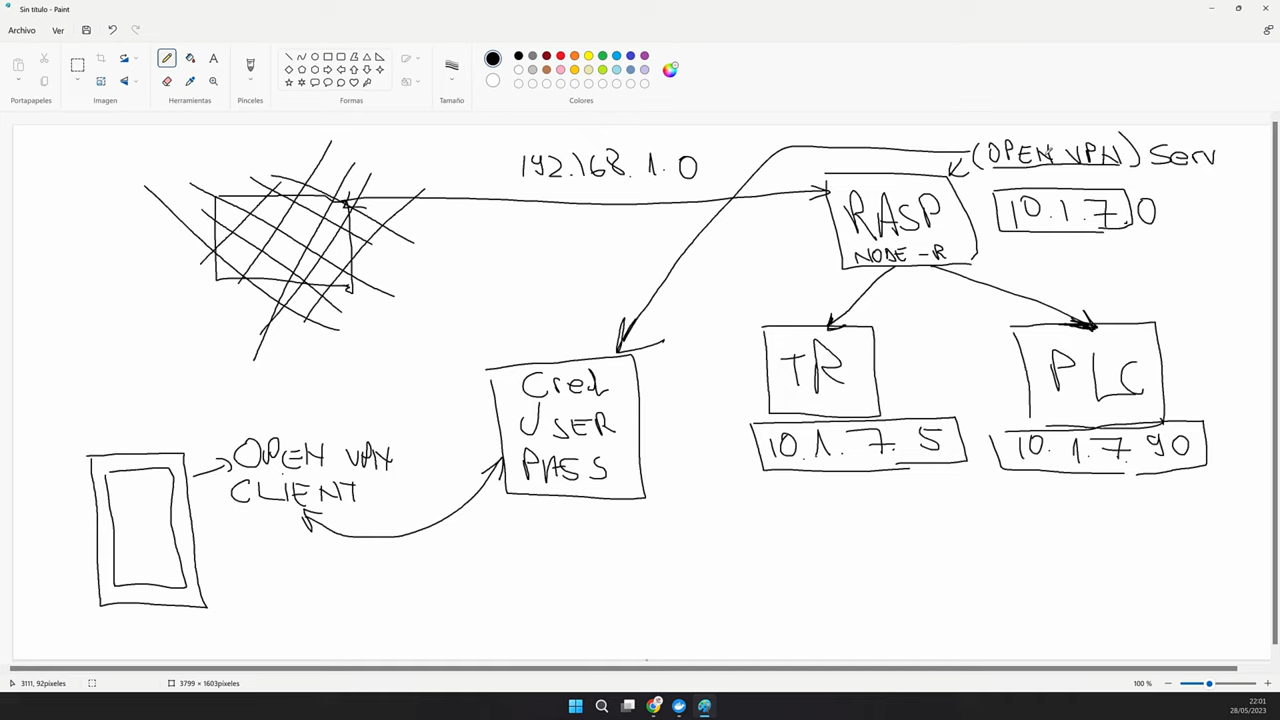 Sin título - Paint
Archivo
Ver
Portapapeles
Imagen
Herramientas
Pinceles
Formas
Tamaño
Colores
192.168.1.0
(OPEN VPN) Serv
10.1.7.0
RASP
NODE-R
TR
PLC
10.1.7.5
10.1.7.90
Cred
USER
PASS
OPEN VPN
CLIENT
3111, 92píxeles
3799 × 1603píxeles
100 %
22:01
28/05/2023